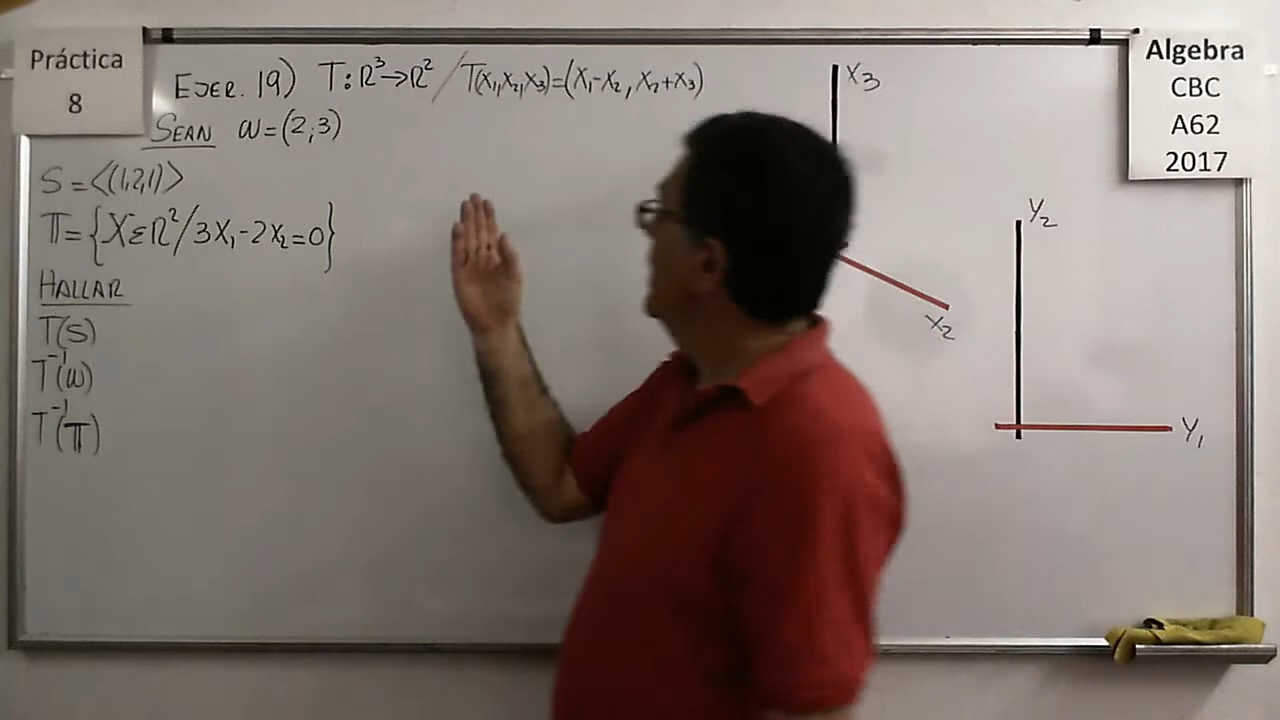 Práctica
8
EJER. 19) T: ℝ³→ℝ² / T(X₁,X₂,X₃)=(X₁-X₂, X₂+X₃)
SEAN ω=(2,3)
S=<(1,2,1)>
𝕋={X∈ℝ²/3X₁-2X₂=0}
HALLAR
T(S)
T⁻¹(ω)
T⁻¹(𝕋)
X₃
X₂
Y₂
Y₁
Algebra
CBC
A62
2017